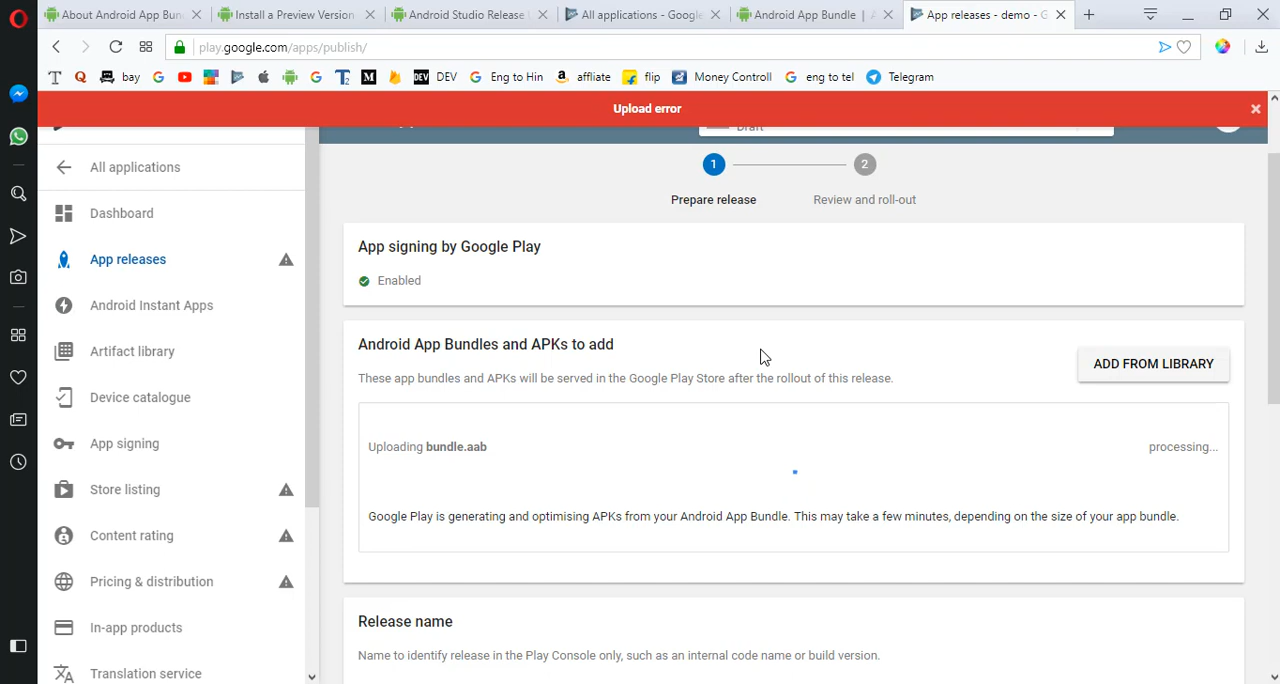 About Android App Bun
Install a Preview Version
Android Studio Release
All applications - Google
Android App Bundle | A
App releases - demo - G
play.google.com/apps/publish/
bay
DEV
DEV
Eng to Hin
affliate
flip
Money Controll
eng to tel
Telegram
Upload error
Draft
All applications
Dashboard
App releases
Android Instant Apps
Artifact library
Device catalogue
App signing
Store listing
Content rating
Pricing & distribution
In-app products
Translation service
1
2
Prepare release
Review and roll-out
App signing by Google Play
Enabled
Android App Bundles and APKs to add
These app bundles and APKs will be served in the Google Play Store after the rollout of this release.
ADD FROM LIBRARY
Uploading bundle.aab
processing...
Google Play is generating and optimising APKs from your Android App Bundle. This may take a few minutes, depending on the size of your app bundle.
Release name
Name to identify release in the Play Console only, such as an internal code name or build version.